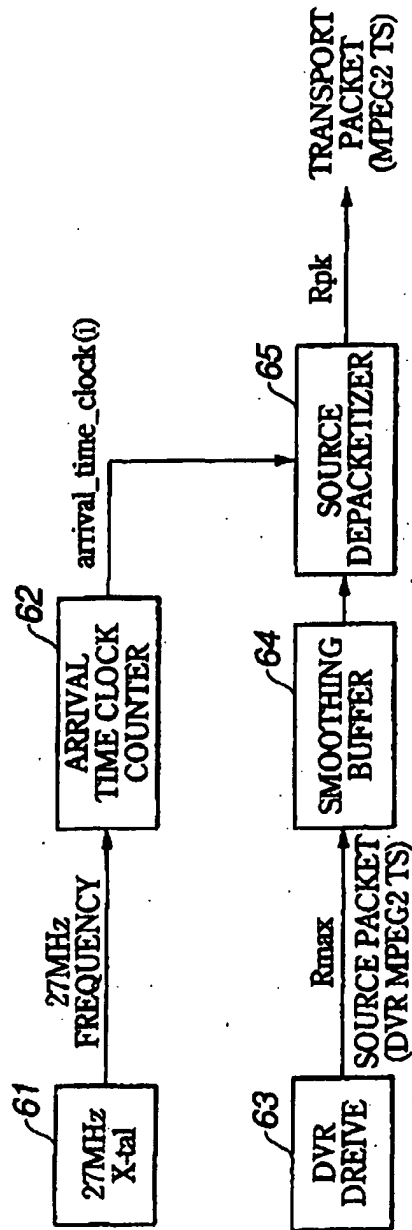 61
27MHz
X-tal
27MHz
FREQUENCY
62
ARRIVAL
TIME CLOCK
COUNTER
arrival_time_clock(i)
63
DVR
DREIVE
Rmax
SOURCE PACKET
(DVR MPEG2 TS)
64
SMOOTHING
BUFFER
65
SOURCE
DEPACKETIZER
Rpk
TRANSPORT
PACKET
(MPEG2 TS)